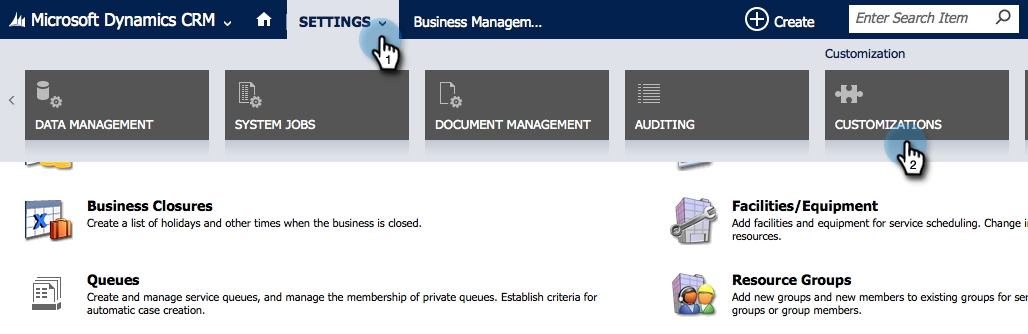 Microsoft Dynamics CRM
SETTINGS
Business Managem...
Create
Enter Search Item
1
Customization
DATA MANAGEMENT
SYSTEM JOBS
DOCUMENT MANAGEMENT
AUDITING
CUSTOMIZATIONS
2
Business Closures
Create a list of holidays and other times when the business is closed.
Facilities/Equipment
Add facilities and equipment for service scheduling. Change in
resources.
Queues
Create and manage service queues, and manage the membership of private queues. Establish criteria for
automatic case creation.
Resource Groups
Add new groups and new members to existing groups for se
groups or group members.